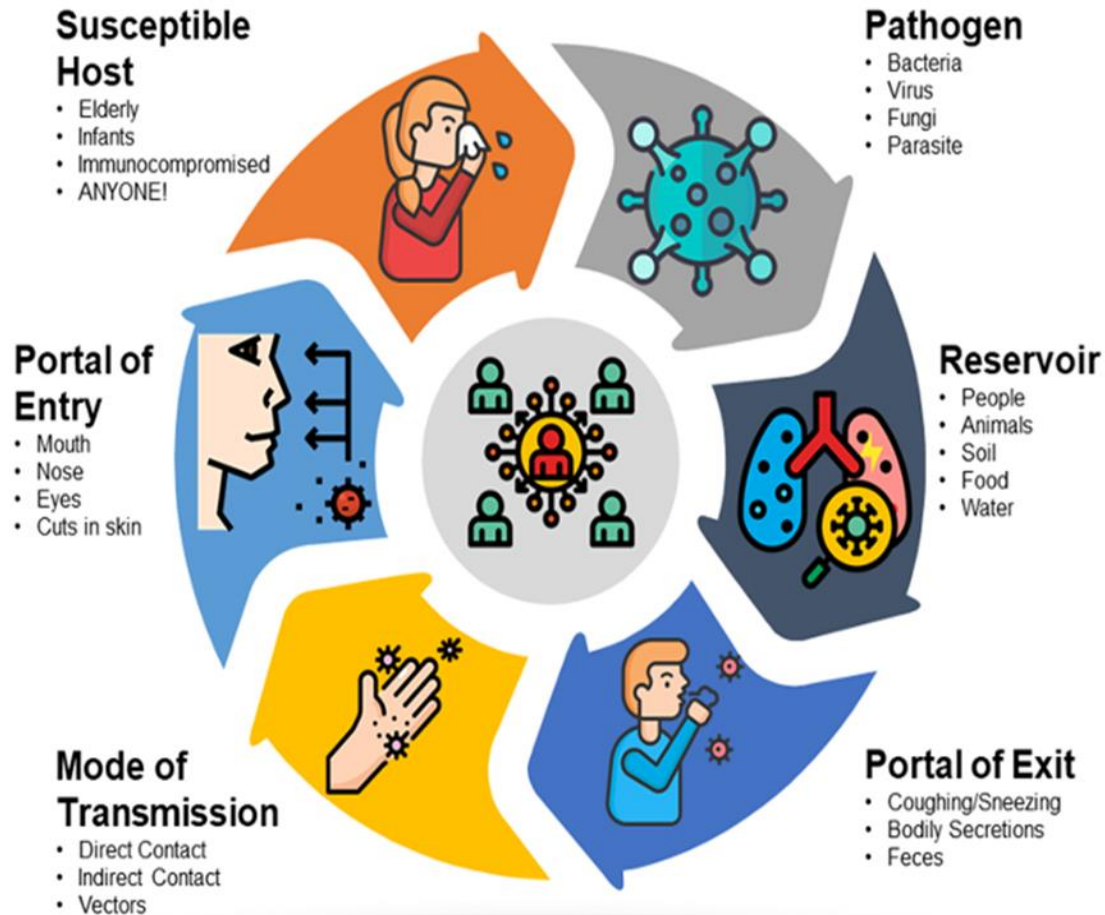 Susceptible
Host
• Elderly
• Infants
• Immunocompromised
• ANYONE!
Pathogen
• Bacteria
• Virus
• Fungi
• Parasite
Reservoir
• People
• Animals
• Soil
• Food
• Water
Portal of Exit
• Coughing/Sneezing
• Bodily Secretions
• Feces
Mode of
Transmission
• Direct Contact
• Indirect Contact
• Vectors
Portal of
Entry
• Mouth
• Nose
• Eyes
• Cuts in skin